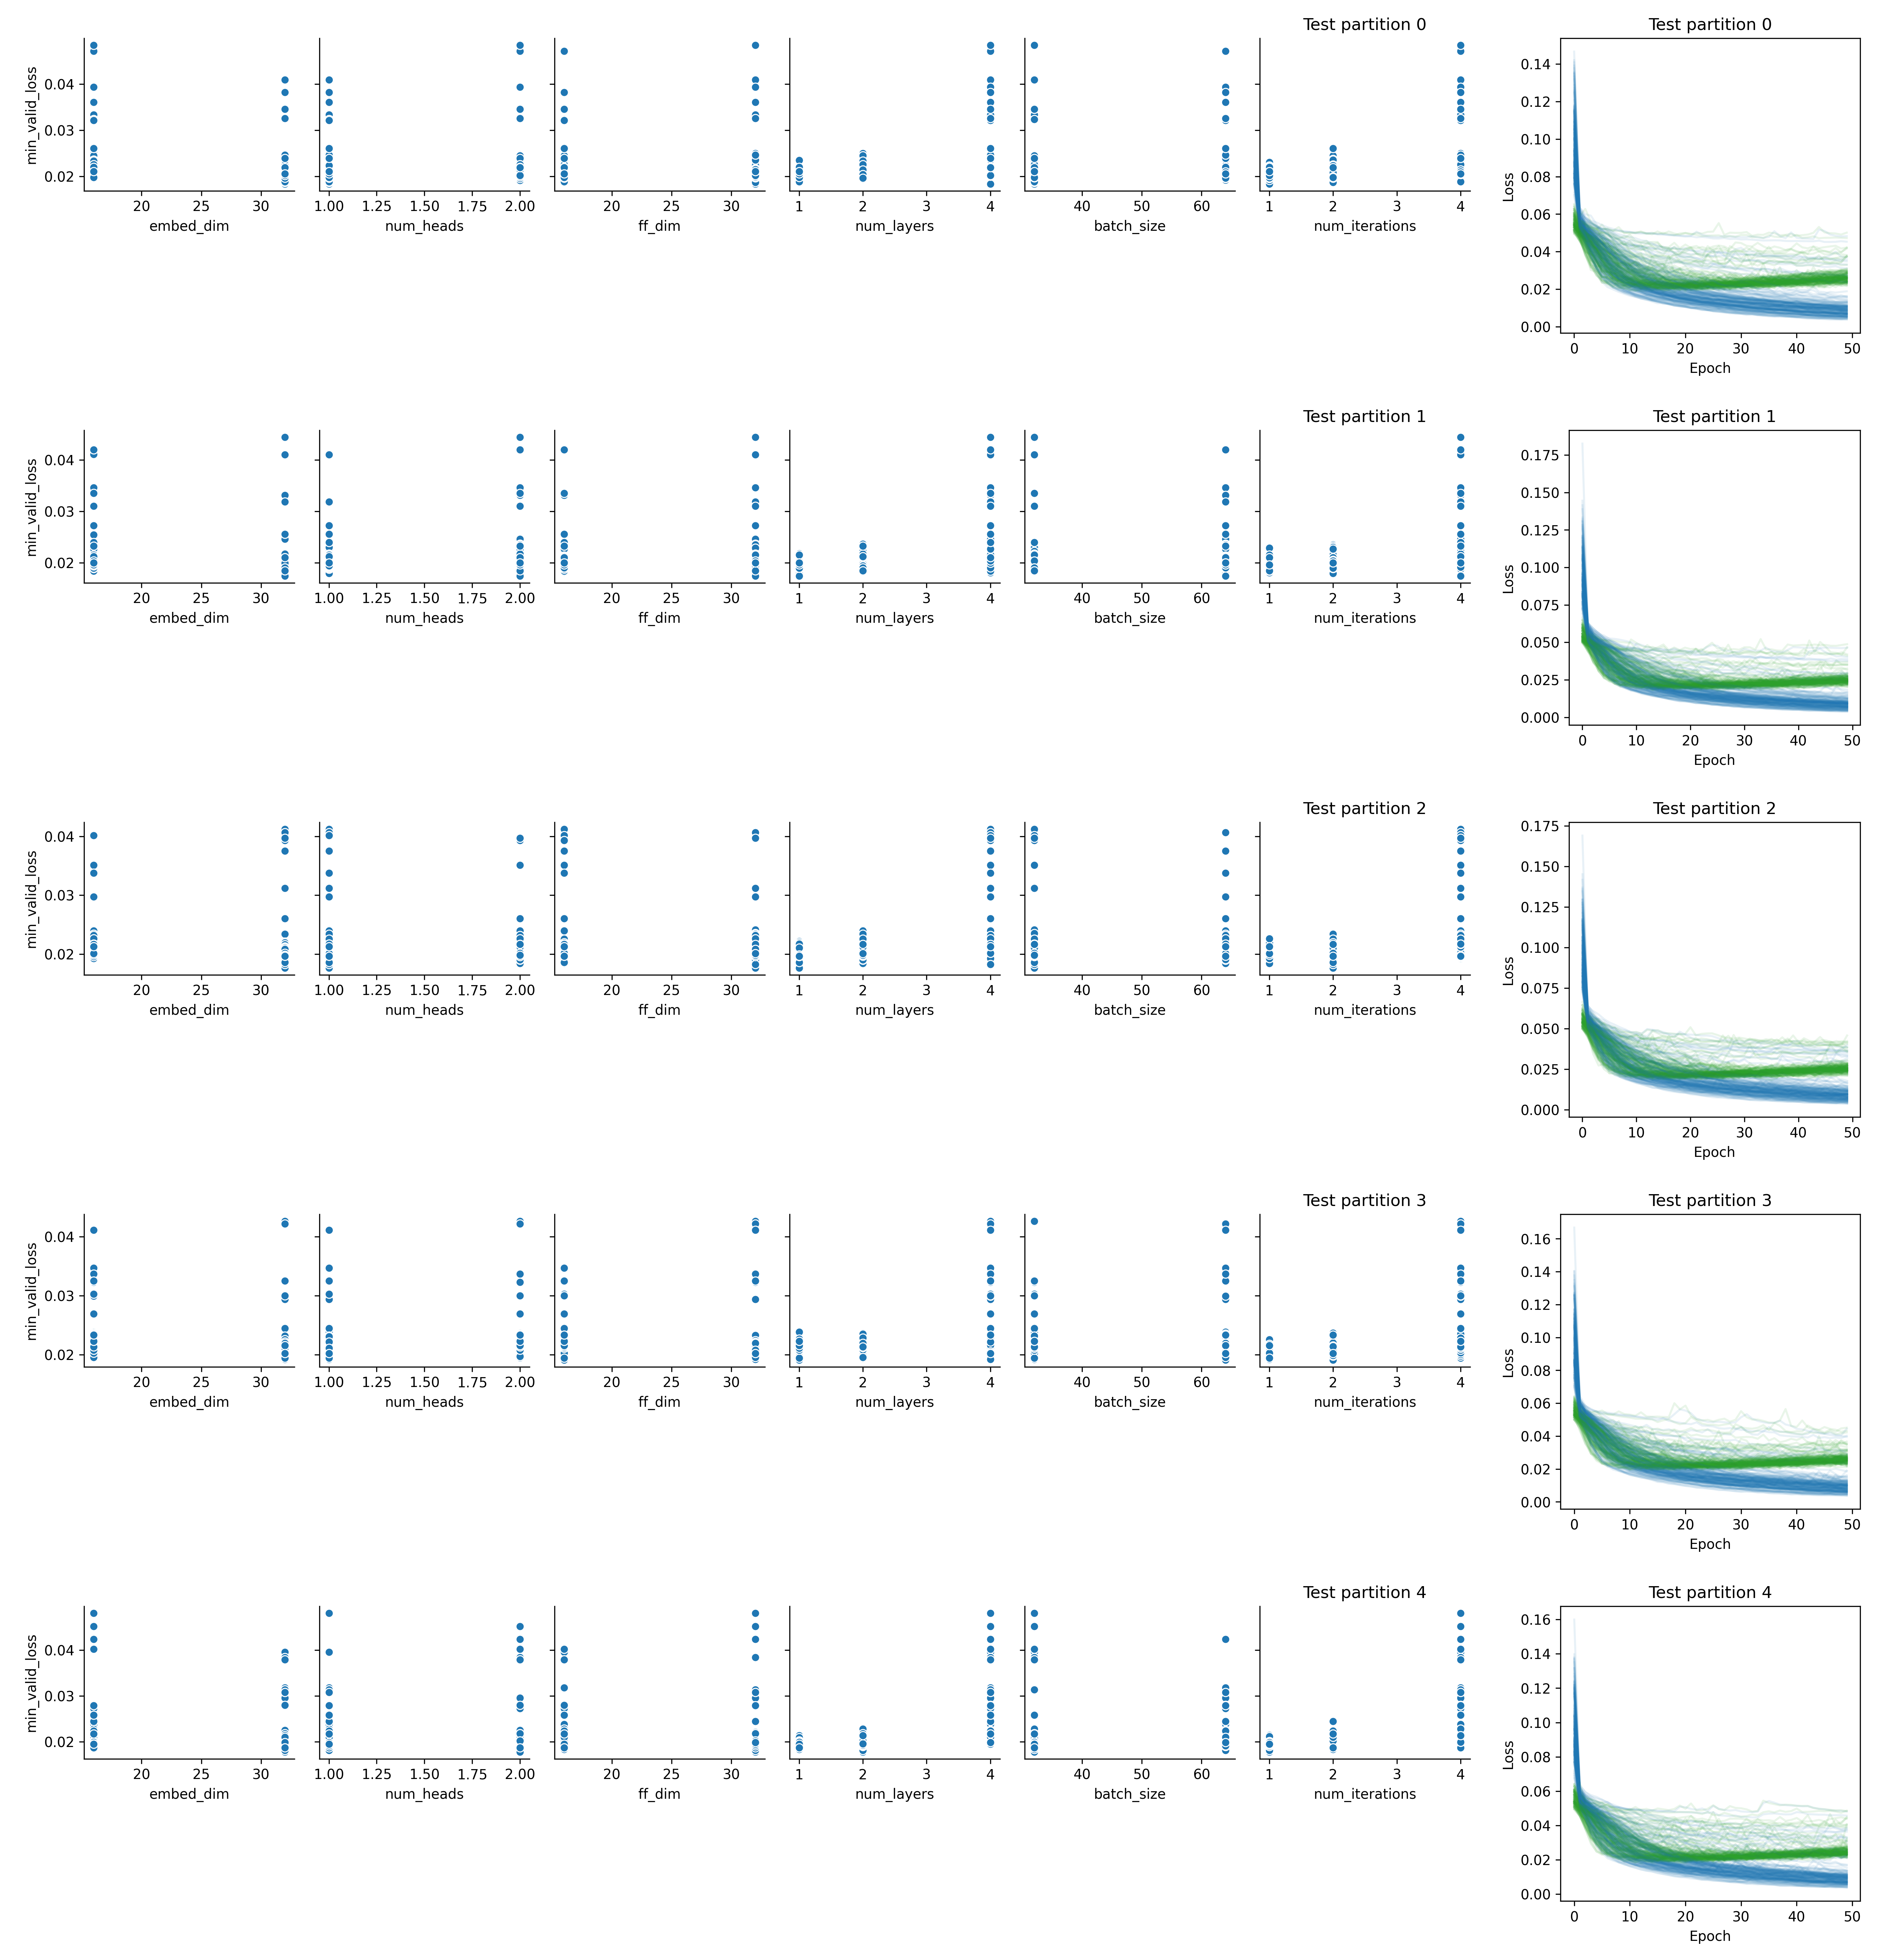 Test partition 0
Test partition 0
min_valid_loss
0.04
0.03
0.02
20 25 30
embed_dim
1.00 1.25 1.50 1.75 2.00
num_heads
20 25 30
ff_dim
1 2 3 4
num_layers
40 60
batch_size
1 2 3 4
num_iterations
Loss
0.14
0.12
0.10
0.08
0.06
0.04
0.02
0.00
0 10 20 30 40 50
Epoch
Test partition 1
Test partition 1
min_valid_loss
0.04
0.03
0.02
20 25 30
embed_dim
1.00 1.25 1.50 1.75 2.00
num_heads
20 25 30
ff_dim
1 2 3 4
num_layers
40 60
batch_size
1 2 3 4
num_iterations
Loss
0.175
0.150
0.125
0.100
0.075
0.050
0.025
0.000
0 10 20 30 40 50
Epoch
Test partition 2
Test partition 2
min_valid_loss
0.04
0.03
0.02
20 25 30
embed_dim
1.00 1.25 1.50 1.75 2.00
num_heads
20 25 30
ff_dim
1 2 3 4
num_layers
40 60
batch_size
1 2 3 4
num_iterations
Loss
0.175
0.150
0.125
0.100
0.075
0.050
0.025
0.000
0 10 20 30 40 50
Epoch
Test partition 3
Test partition 3
min_valid_loss
0.04
0.03
0.02
20 25 30
embed_dim
1.00 1.25 1.50 1.75 2.00
num_heads
20 25 30
ff_dim
1 2 3 4
num_layers
40 60
batch_size
1 2 3 4
num_iterations
Loss
0.16
0.14
0.12
0.10
0.08
0.06
0.04
0.02
0.00
0 10 20 30 40 50
Epoch
Test partition 4
Test partition 4
min_valid_loss
0.04
0.03
0.02
20 25 30
embed_dim
1.00 1.25 1.50 1.75 2.00
num_heads
20 25 30
ff_dim
1 2 3 4
num_layers
40 60
batch_size
1 2 3 4
num_iterations
Loss
0.16
0.14
0.12
0.10
0.08
0.06
0.04
0.02
0.00
0 10 20 30 40 50
Epoch